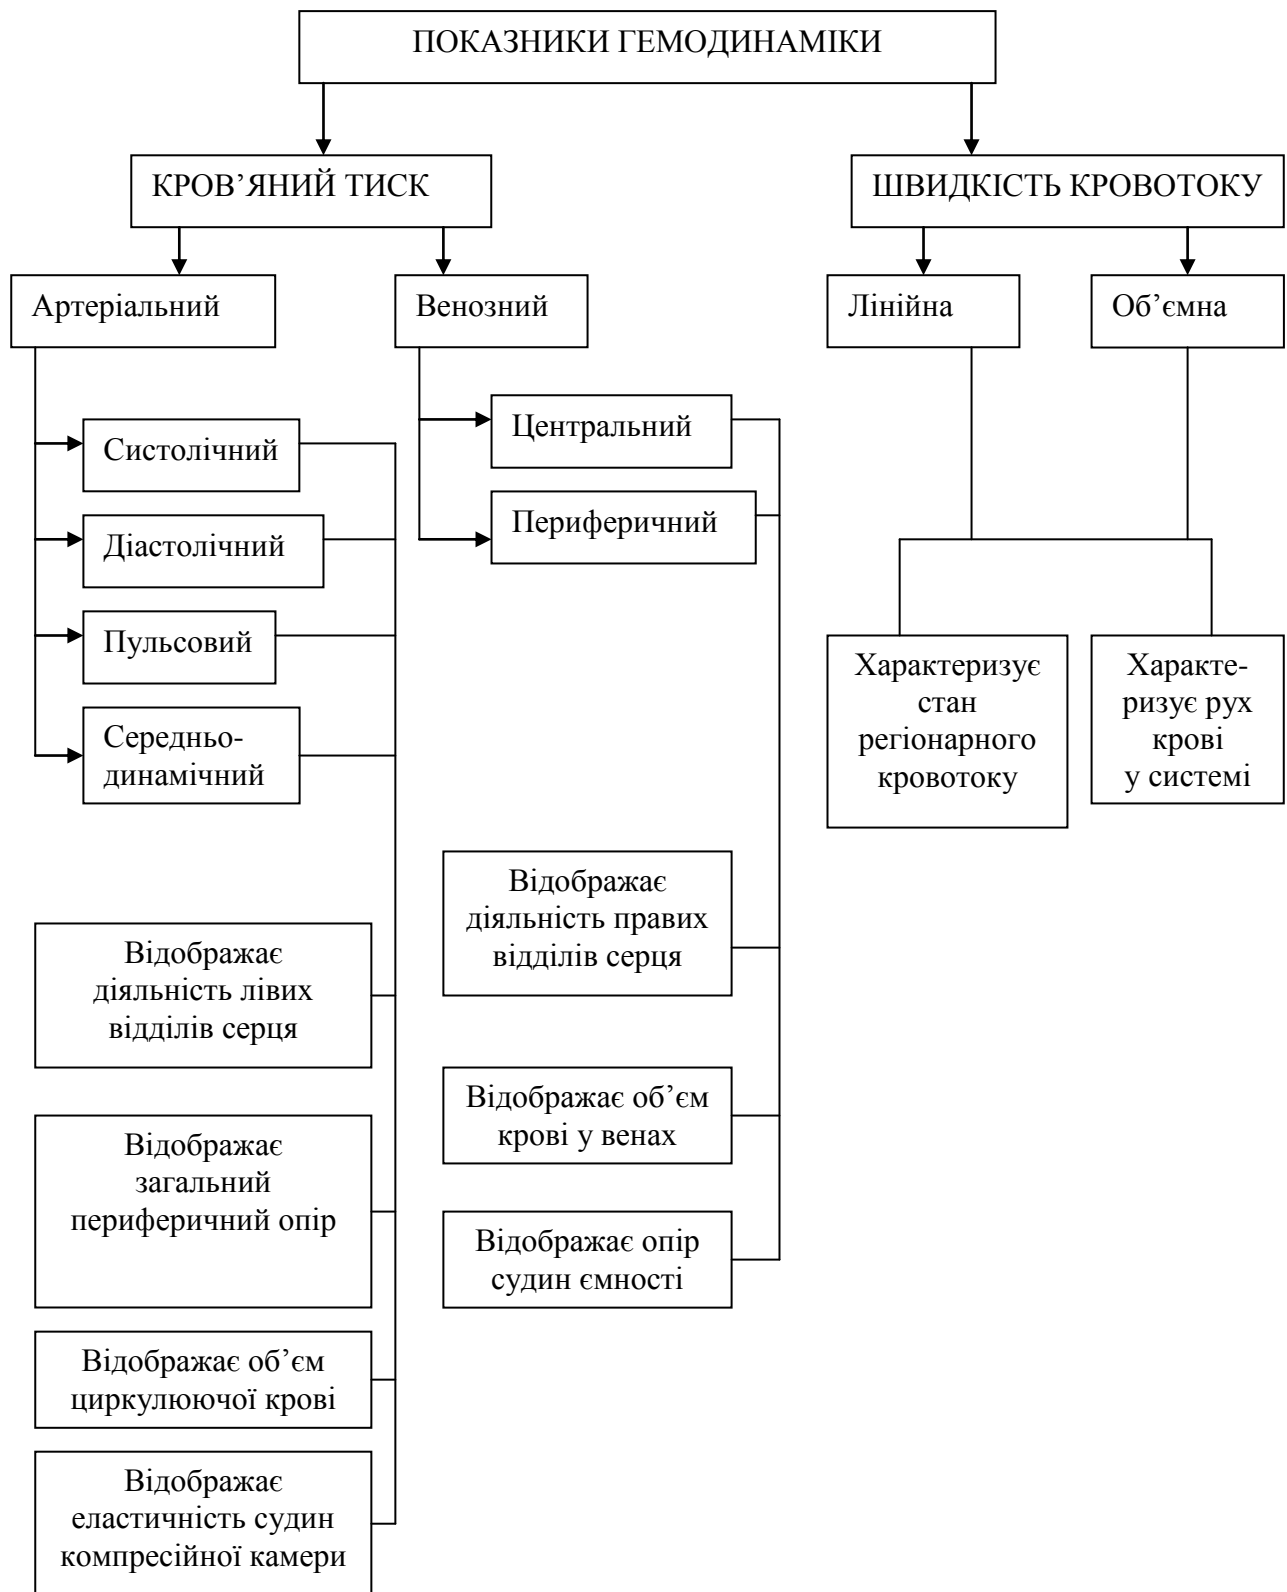 ПОКАЗНИКИ ГЕМОДИНАМІКИ
КРОВ’ЯНИЙ ТИСК
ШВИДКІСТЬ КРОВОТОКУ
Артеріальний
Венозний
Лінійна
Об’ємна
Систолічний
Діастолічний
Пульсовий
Середньо-
динамічний
Центральний
Периферичний
Характеризує
стан
регіонарного
кровотоку
Характе-
ризує рух
крові
у системі
Відображає
діяльність лівих
відділів серця
Відображає
загальний
периферичний опір
Відображає об’єм
циркулюючої крові
Відображає
еластичність судин
компресійної камери
Відображає
діяльність правих
відділів серця
Відображає об’єм
крові у венах
Відображає опір
судин ємності